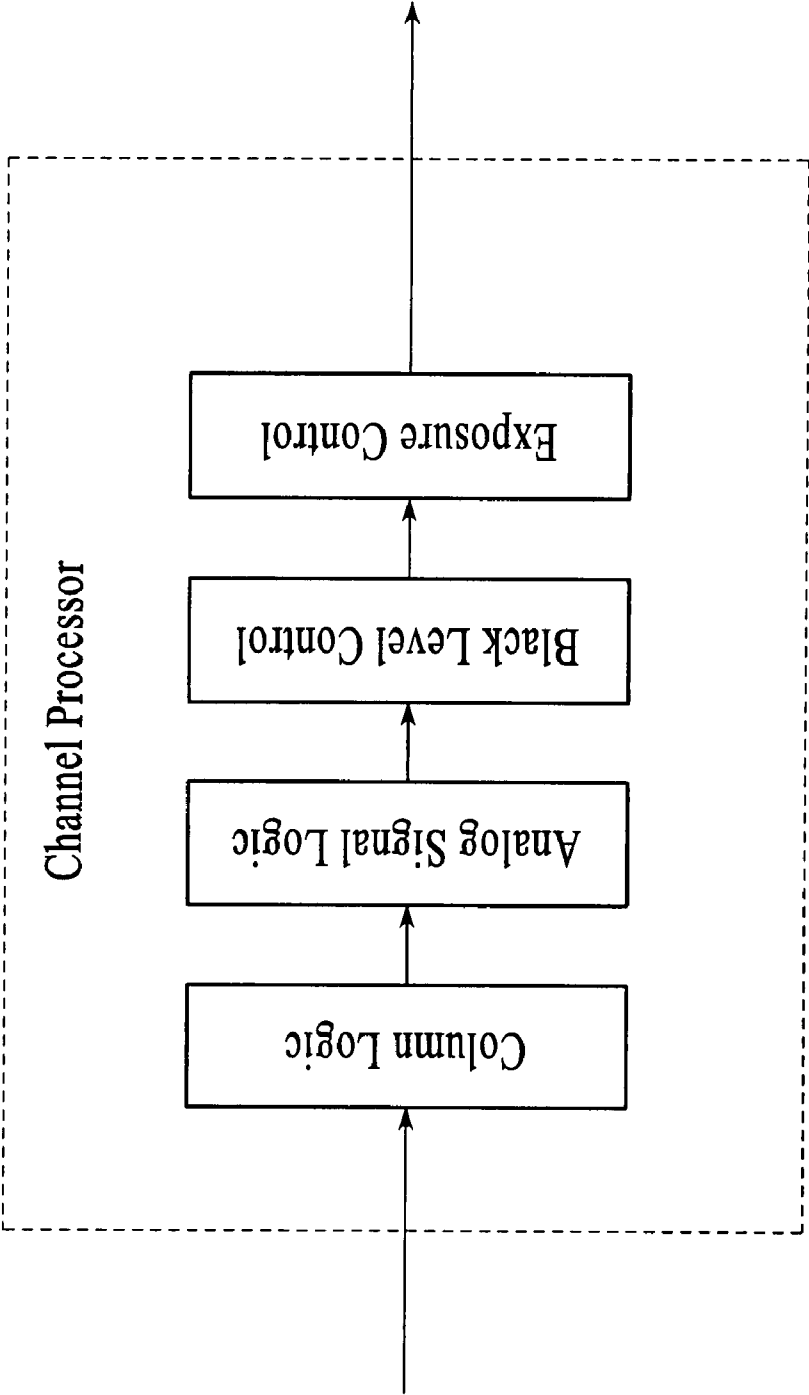 Channel Processor
Column Logic
Analog Signal Logic
Black Level Control
Exposure Control